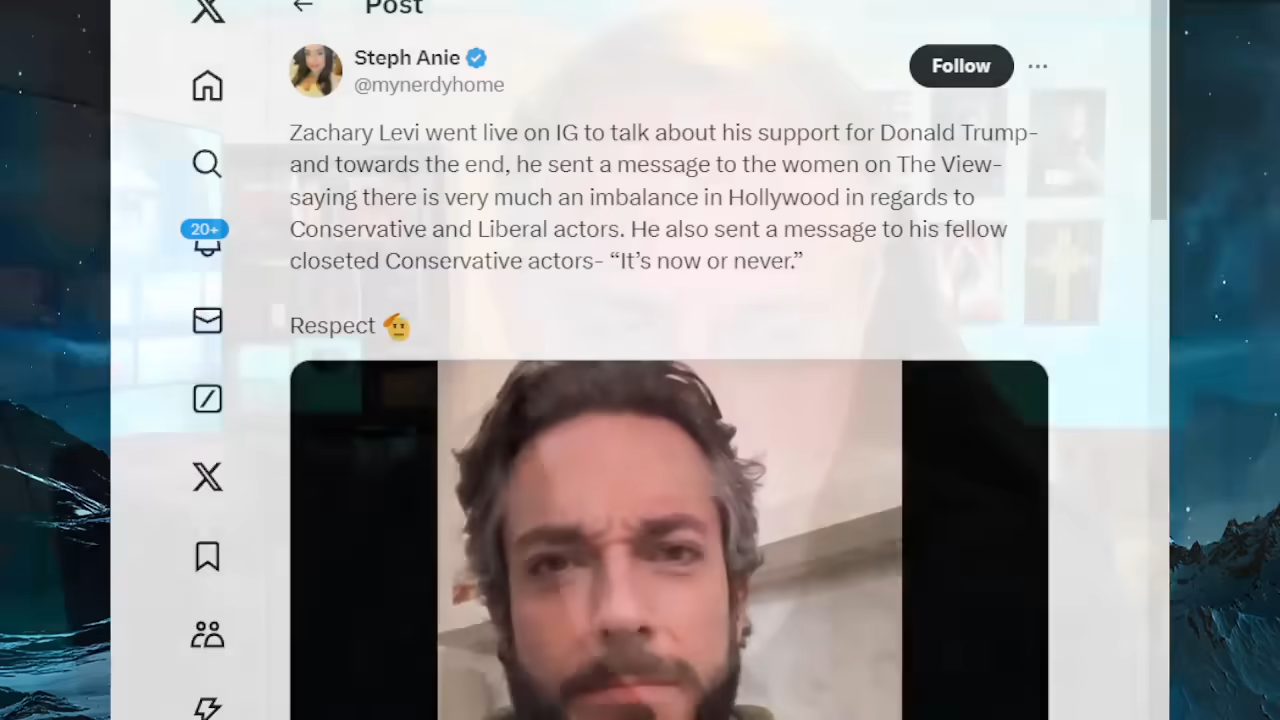 Post
Steph Anie
Follow
@mynerdyhome
Zachary Levi went live on IG to talk about his support for Donald Trump-
and towards the end, he sent a message to the women on The View-
saying there is very much an imbalance in Hollywood in regards to
20+
Conservative and Liberal actors. He also sent a message to his fellow
closeted Conservative actors- “It’s now or never.”
Respect 🫡